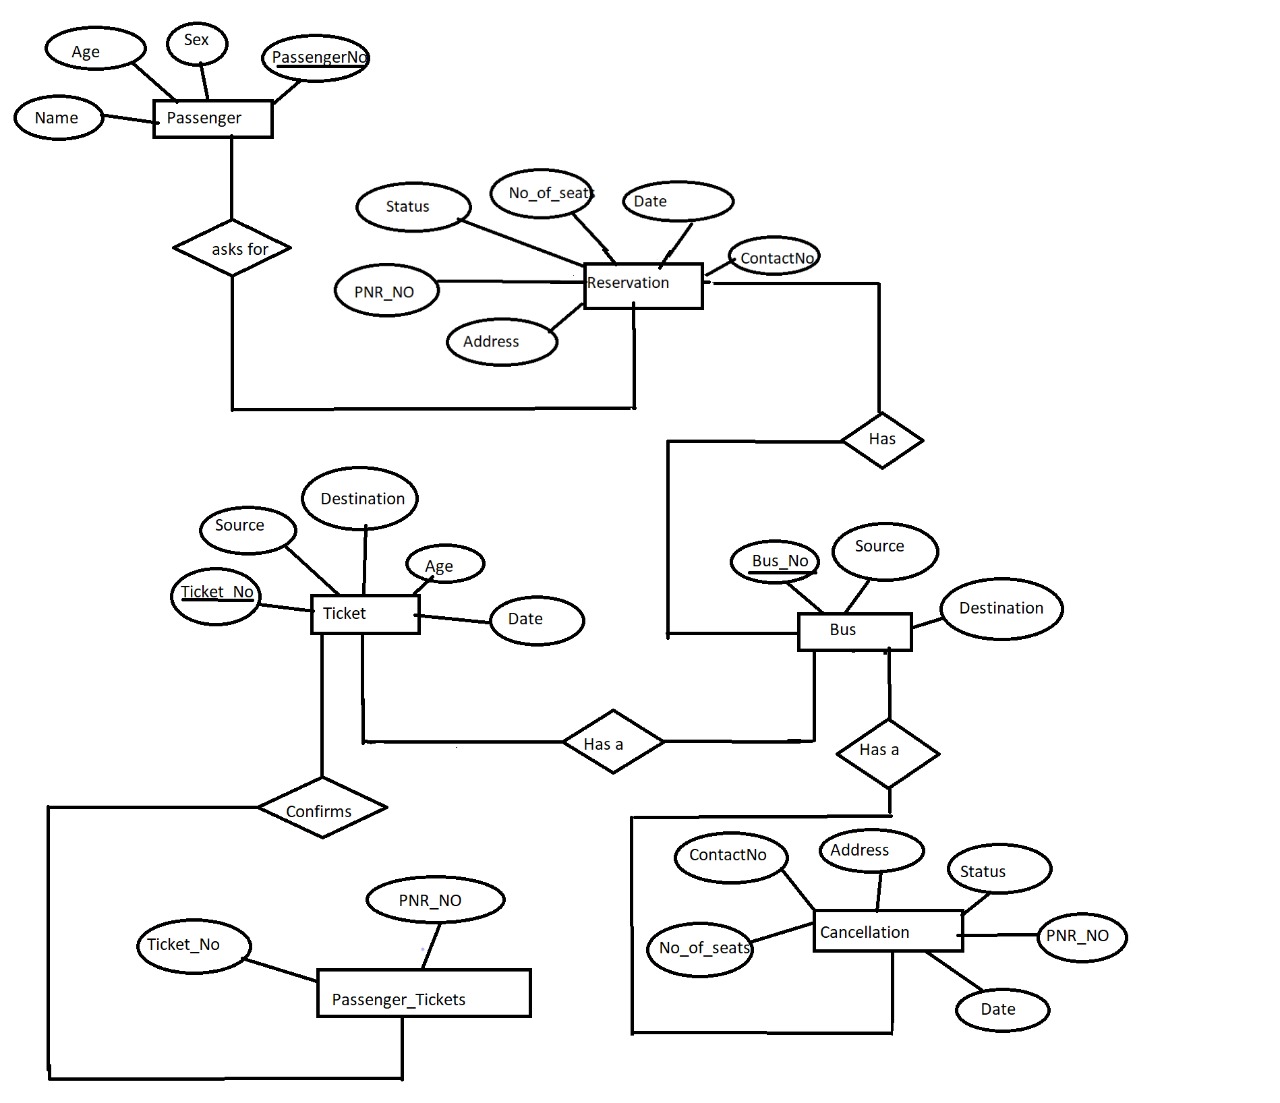 Age
Sex
PassengerNo
Name
Passenger
asks for
Status
No_of_seats
Date
ContactNo
PNR_NO
Reservation
Address
Has
Destination
Source
Age
Ticket_No
Ticket
Date
Bus_No
Source
Destination
Bus
Has a
Has a
Confirms
ContactNo
Address
Status
PNR_NO
Ticket_No
No_of_seats
Cancellation
PNR_NO
Passenger_Tickets
Date